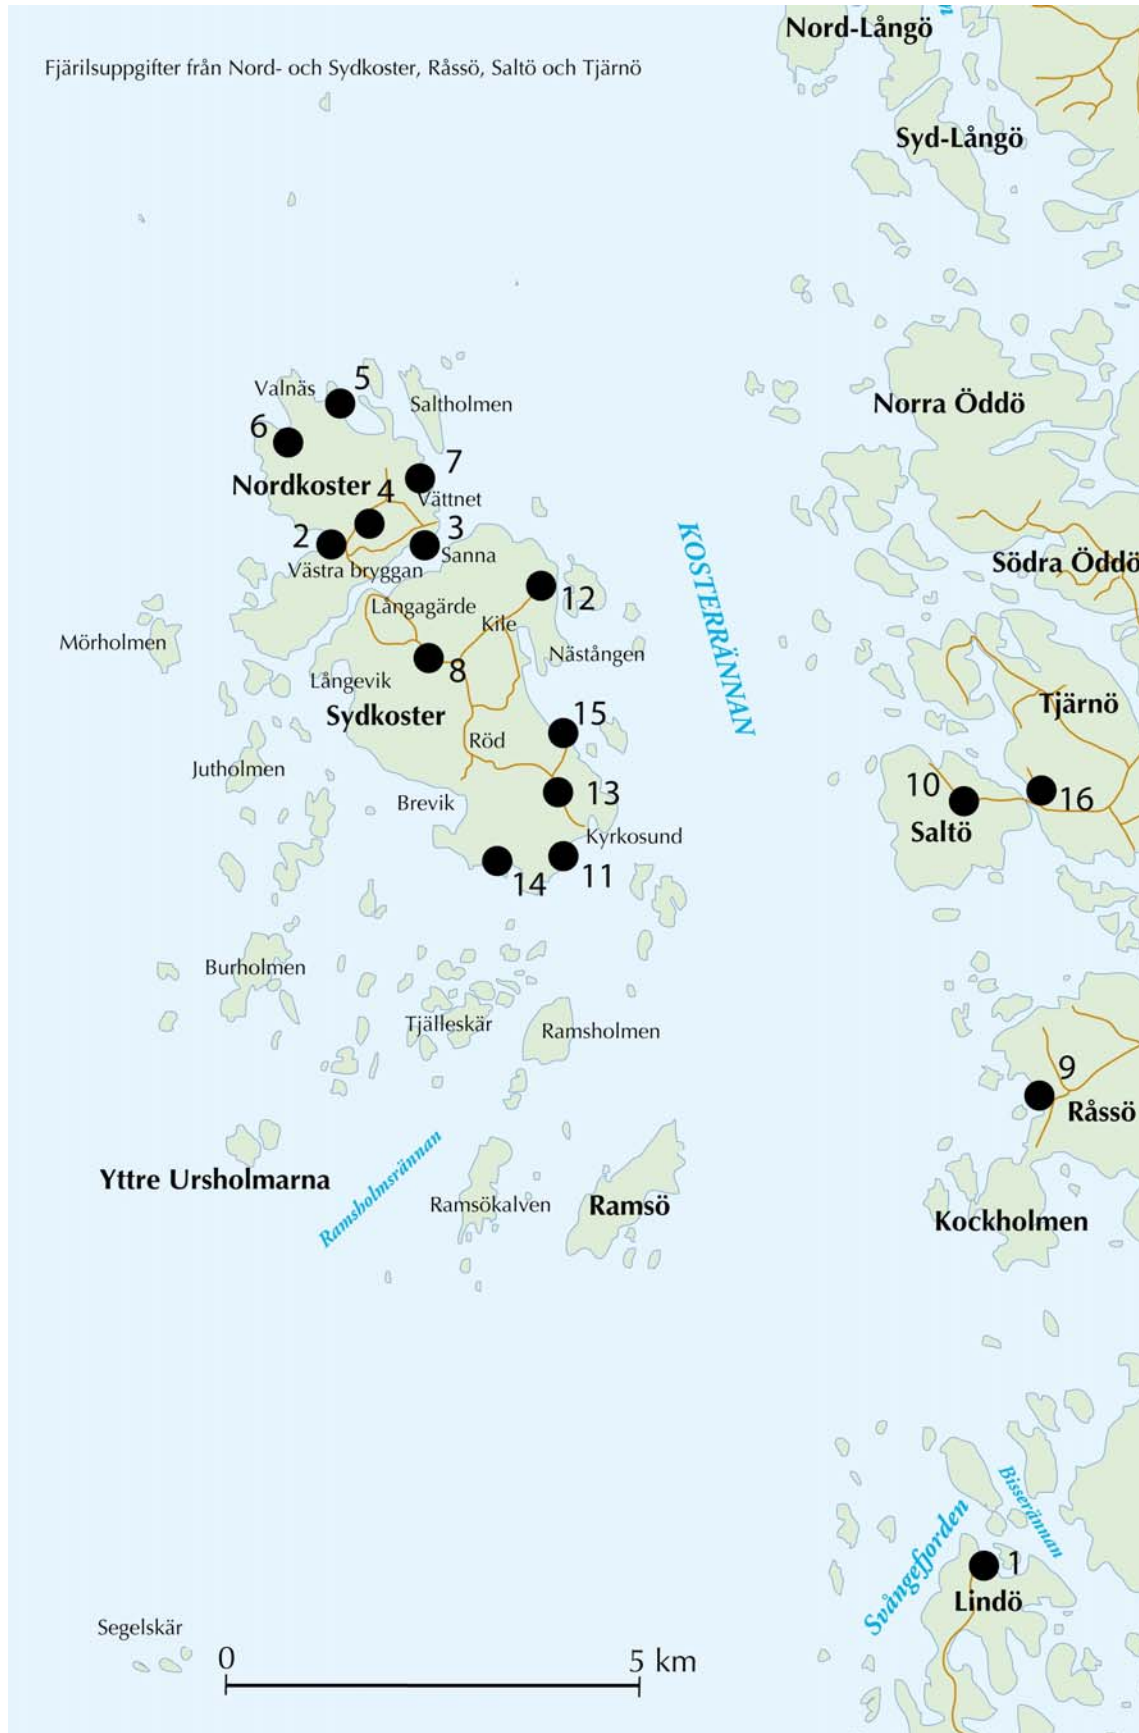 Nord-Långö
n
Fjärilsuppgifter från Nord- och Sydkoster, Råssö, Saltö och Tjärnö
Syd-Långö
Valnäs
5
Saltholmen
Norra Öddö
6
7
Nordkoster
4
Vättnet
2
3
Sanna
Västra bryggan
KOSTERRÄNNAN
Södra Öddö
12
Långagärde
Kile
Mörholmen
Nästången
8
Långevik
Sydkoster
Tjärnö
15
Röd
Jutholmen
10
13
16
Brevik
Saltö
Kyrkosund
14
11
Burholmen
Tjälleskär
Ramsholmen
9
Råssö
Yttre Ursholmarna
Ramsholmsrännan
Ramsökalven
Ramsö
Kockholmen
Bisserännan
Svångefjorden
1
Lindö
Segelskär
0
5 km